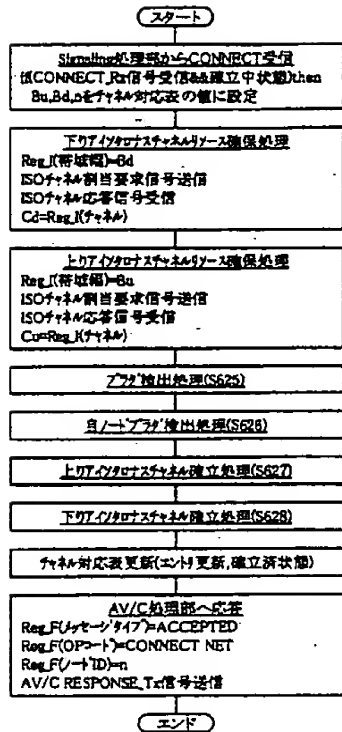 スタート
Signaling処理部からCONNECT受信
if(CONNECT_Rx信号受信&&確立中状態)then
Bu,Bd,nをチャネル対応表の値に設定
下りアイソクロナスチャネルリソース確保処理
Reg_I(帯域幅)=Bd
ISOチャネル割当要求信号送信
ISOチャネル応答信号受信
Cd=Reg_I(チャネル)
上りアイソクロナスチャネルリソース確保処理
Reg_I(帯域幅)=Bu
ISOチャネル割当要求信号送信
ISOチャネル応答信号受信
Cu=Reg_I(チャネル)
プラグ検出処理(S625)
自ノードプラグ検出処理(S626)
上りアイソクロナスチャネル確立処理(S627)
下りアイソクロナスチャネル確立処理(S628)
チャネル対応表更新(エントリ更新,確立済状態)
AV/C処理部へ応答
Reg_F(メッセージタイプ)=ACCEPTED
Reg_F(OPコード)=CONNECT NET
Reg_F(ノードID)=n
AV/C RESPONSE_Tx信号送信
エンド